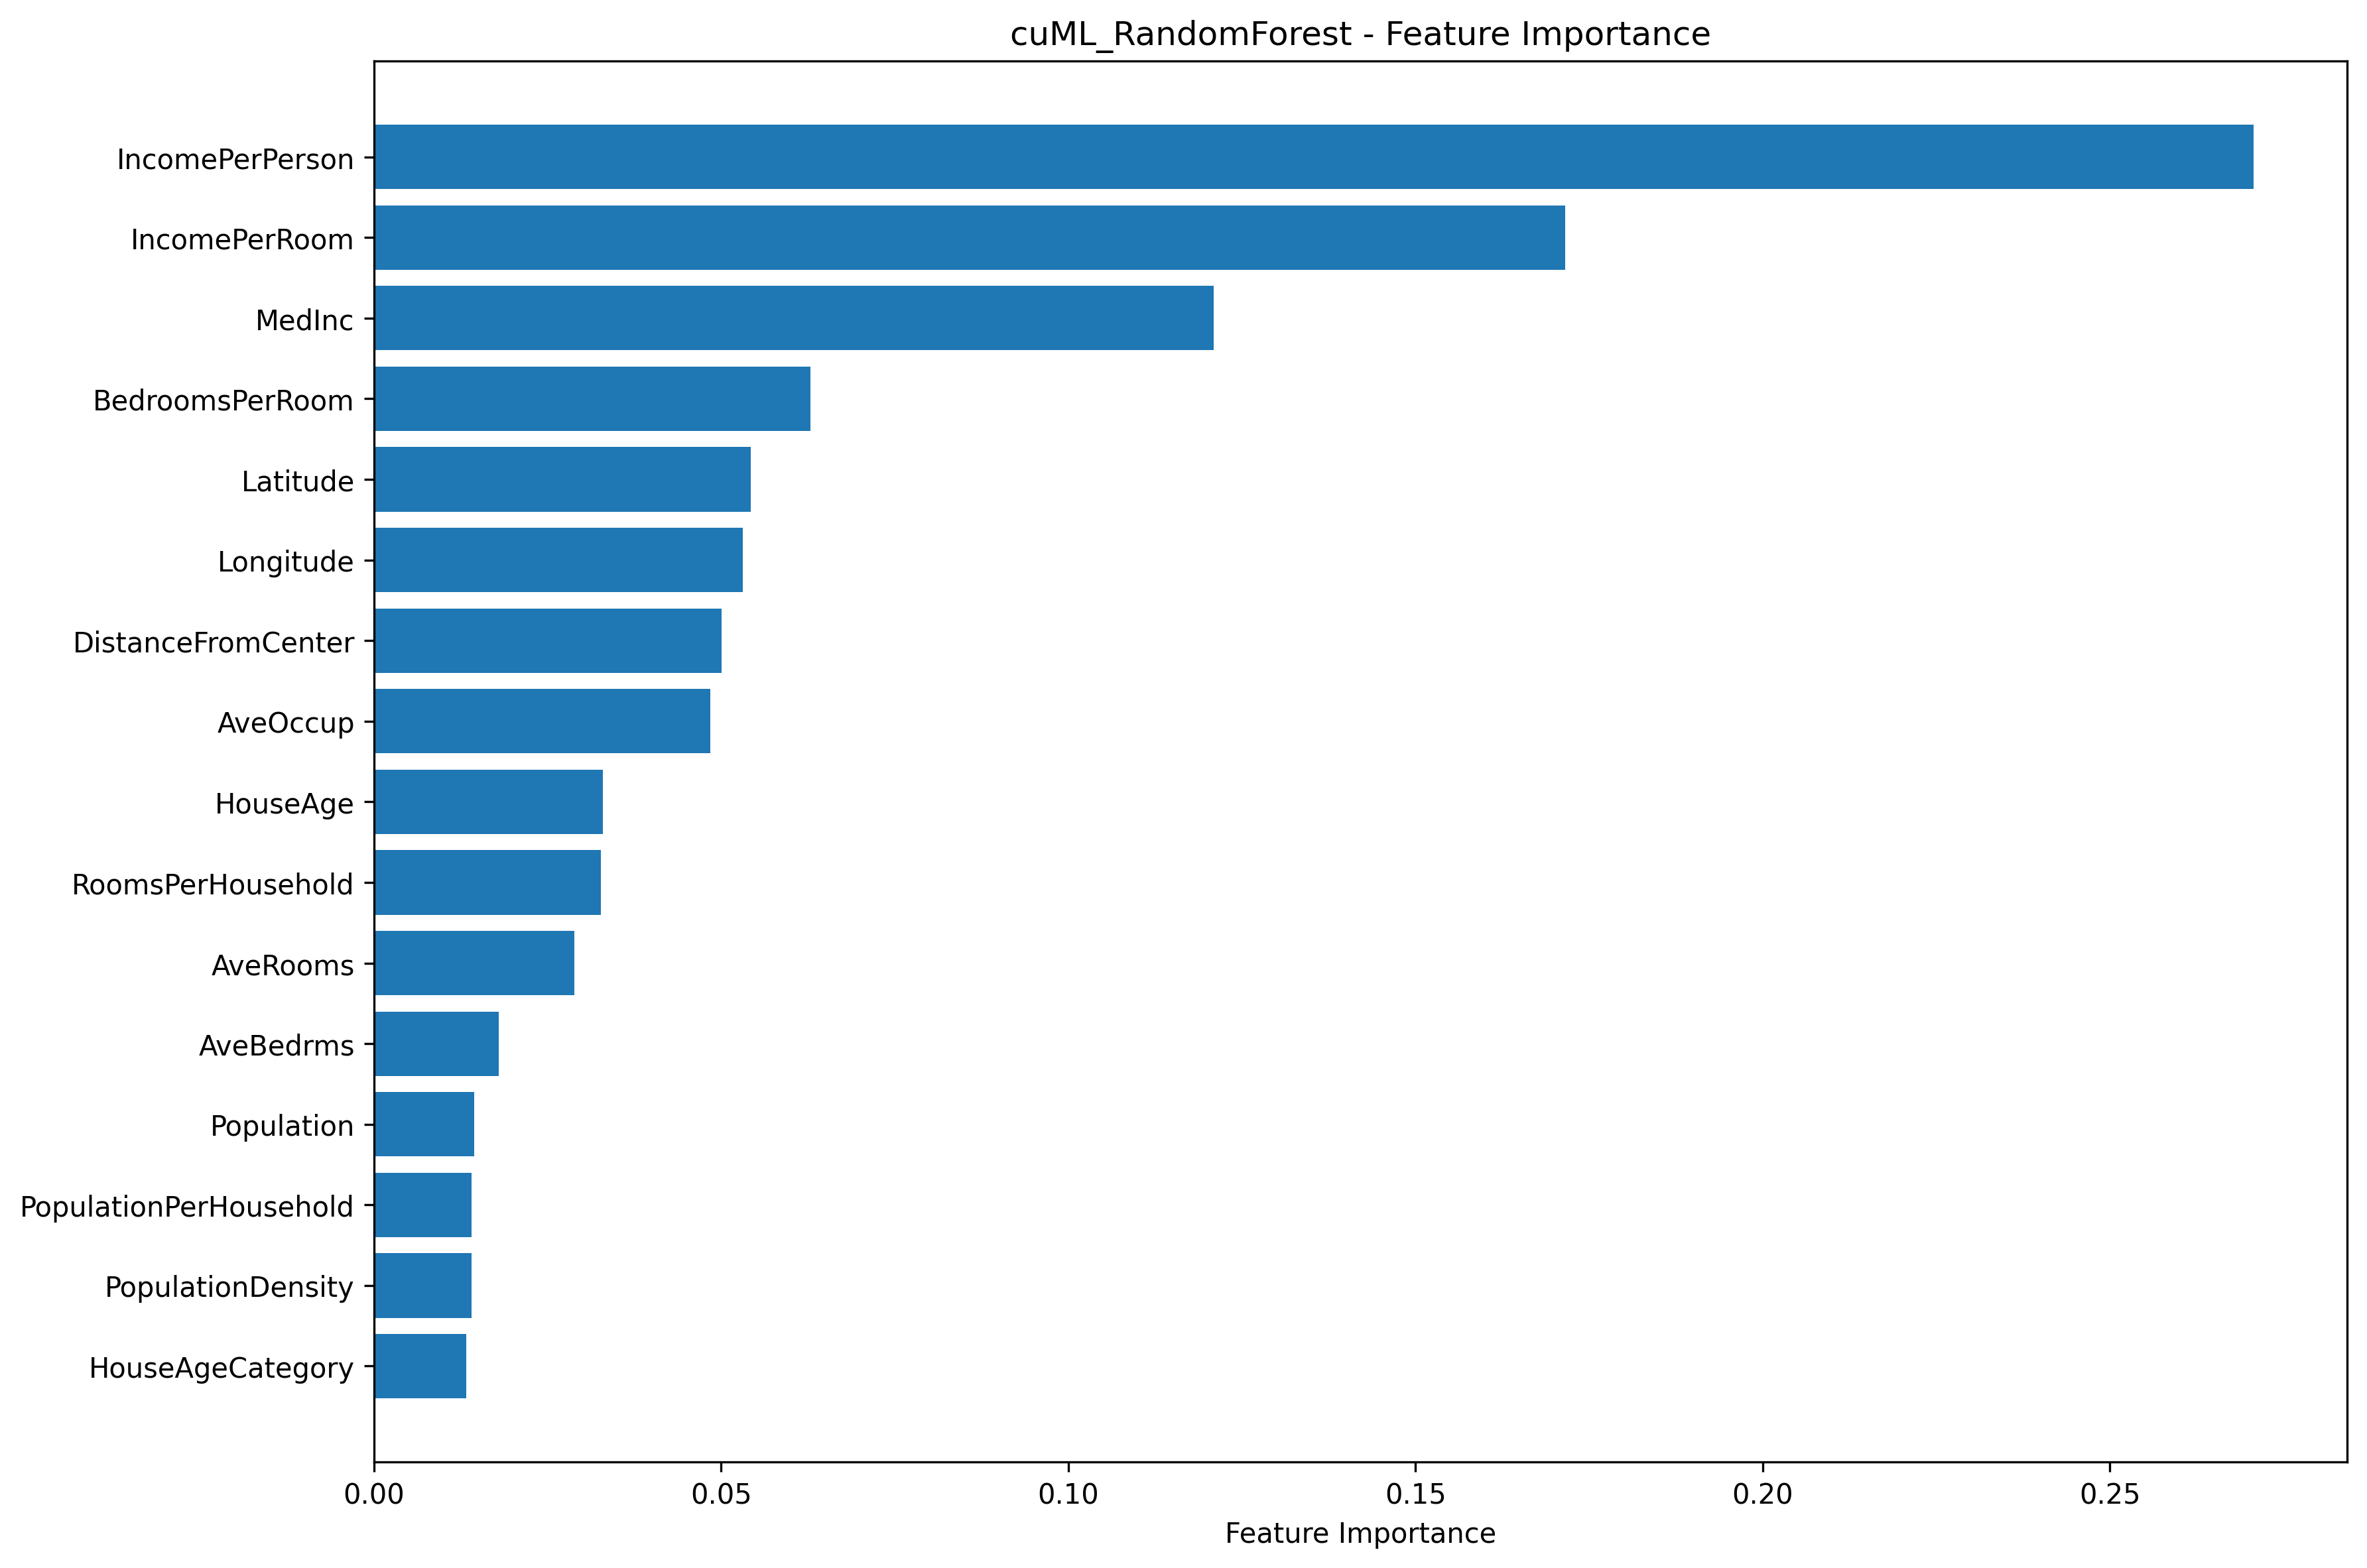 cuML_RandomForest - Feature Importance
IncomePerPerson
IncomePerRoom
MedInc
BedroomsPerRoom
Latitude
Longitude
DistanceFromCenter
AveOccup
HouseAge
RoomsPerHousehold
AveRooms
AveBedrms
Population
PopulationPerHousehold
PopulationDensity
HouseAgeCategory
0.00 0.05 0.10 0.15 0.20 0.25
Feature Importance